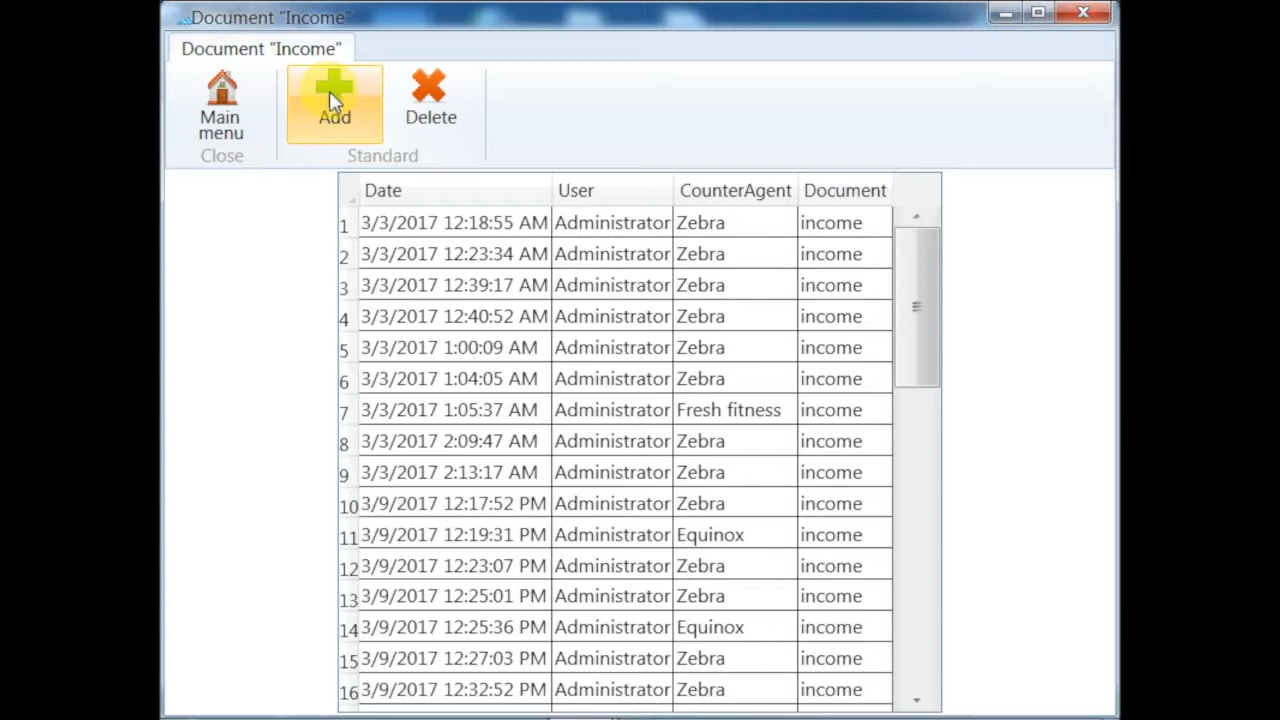 Document "Income"
Document "Income"
Main menu
Add
Delete
Close
Standard
Date User CounterAgent Document
1 3/3/2017 12:18:55 AM Administrator Zebra income
2 3/3/2017 12:23:34 AM Administrator Zebra income
3 3/3/2017 12:39:17 AM Administrator Zebra income
4 3/3/2017 12:40:52 AM Administrator Zebra income
5 3/3/2017 1:00:09 AM Administrator Zebra income
6 3/3/2017 1:04:05 AM Administrator Zebra income
7 3/3/2017 1:05:37 AM Administrator Fresh fitness income
8 3/3/2017 2:09:47 AM Administrator Zebra income
9 3/3/2017 2:13:17 AM Administrator Zebra income
10 3/9/2017 12:17:52 PM Administrator Zebra income
11 3/9/2017 12:19:31 PM Administrator Equinox income
12 3/9/2017 12:23:07 PM Administrator Zebra income
13 3/9/2017 12:25:01 PM Administrator Zebra income
14 3/9/2017 12:25:36 PM Administrator Equinox income
15 3/9/2017 12:27:03 PM Administrator Zebra income
16 3/9/2017 12:32:52 PM Administrator Zebra income